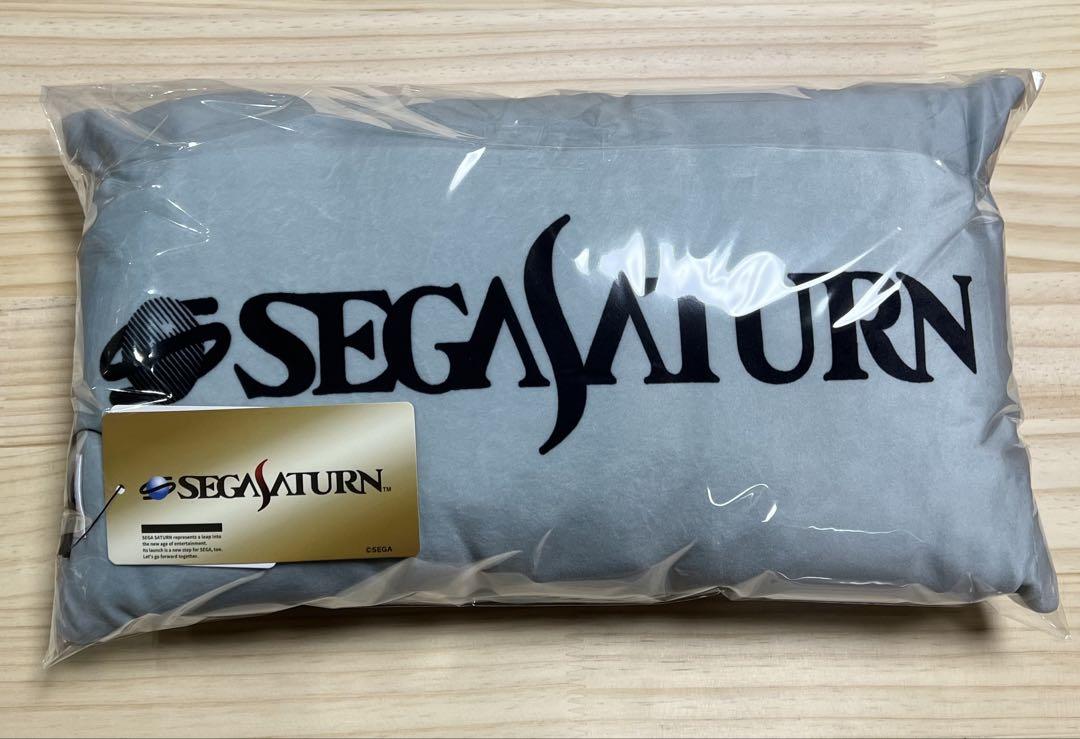 SEGA SATURN
SEGA SATURN™
SEGA SATURN represents a leap into
the new age of entertainment.
Its launch is a new step for SEGA, too.
Let's go forward together.
©SEGA